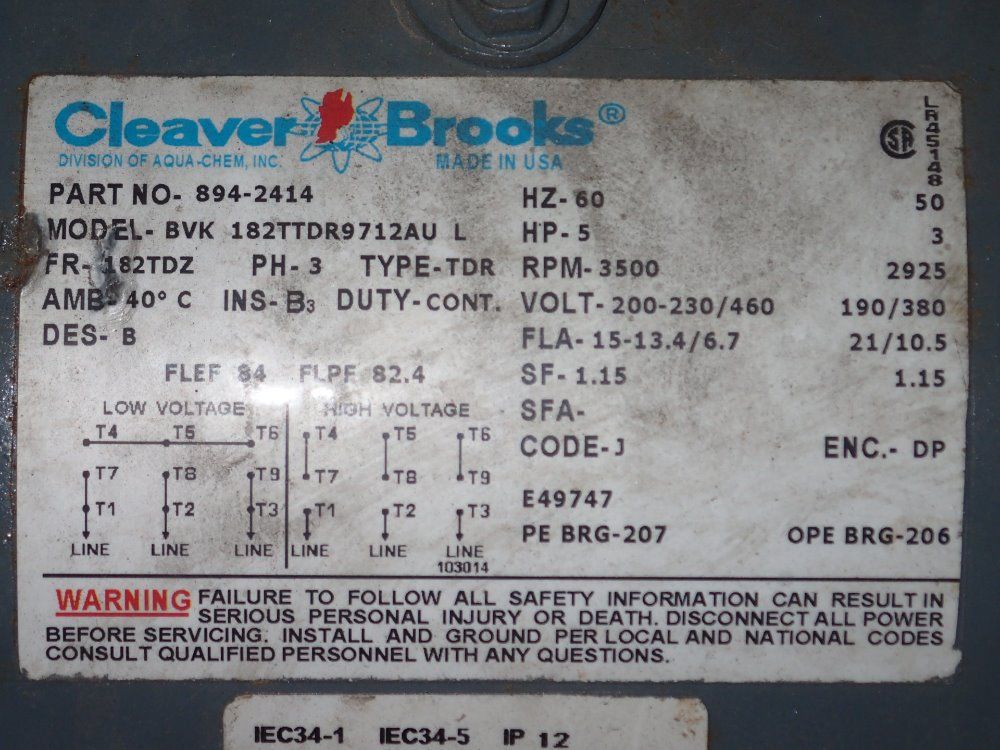 Cleaver Brooks®
DIVISION OF AQUA-CHEM, INC. MADE IN USA
LR45148
PART NO- 894-2414 HZ- 60 50
MODEL- BVK 182TTDR9712AU L HP- 5 3
FR- 182TDZ PH- 3 TYPE-TDR RPM- 3500 2925
AMB- 40° C INS- B3 DUTY-CONT. VOLT- 200-230/460 190/380
DES- B FLA- 15-13.4/6.7 21/10.5
FLEF 84 FLPF 82.4 SF- 1.15 1.15
LOW VOLTAGE HIGH VOLTAGE SFA-
T4 T5 T6 T4 T5 T6 CODE-J ENC.- DP
T7 T8 T9 T7 T8 T9
T1 T2 T3 T1 T2 T3 E49747
LINE LINE LINE LINE LINE LINE PE BRG-207 OPE BRG-206
103014
WARNING FAILURE TO FOLLOW ALL SAFETY INFORMATION CAN RESULT IN
SERIOUS PERSONAL INJURY OR DEATH. DISCONNECT ALL POWER
BEFORE SERVICING. INSTALL AND GROUND PER LOCAL AND NATIONAL CODES
CONSULT QUALIFIED PERSONNEL WITH ANY QUESTIONS.
IEC34-1 IEC34-5 IP 12